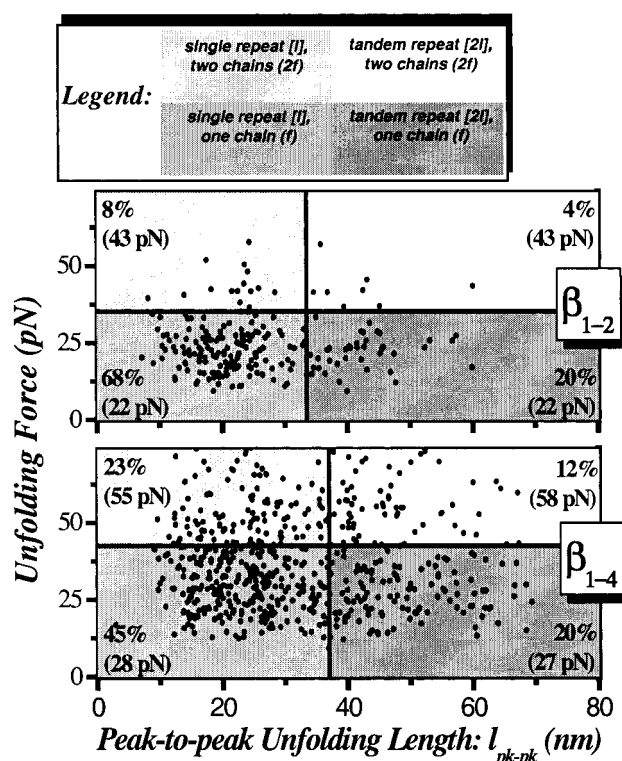 Legend:
single repeat [l],
two chains (2f)
tandem repeat [2l],
two chains (2f)
single repeat [l],
one chain (f)
tandem repeat [2l],
one chain (f)
Unfolding Force (pN)
8%
(43 pN)
4%
(43 pN)
50
β1–2
25
68%
(22 pN)
20%
(22 pN)
0
23%
(55 pN)
12%
(58 pN)
50
β1–4
25
45%
(28 pN)
20%
(27 pN)
0
0 20 40 60 80
Peak-to-peak Unfolding Length: l pk-pk (nm)